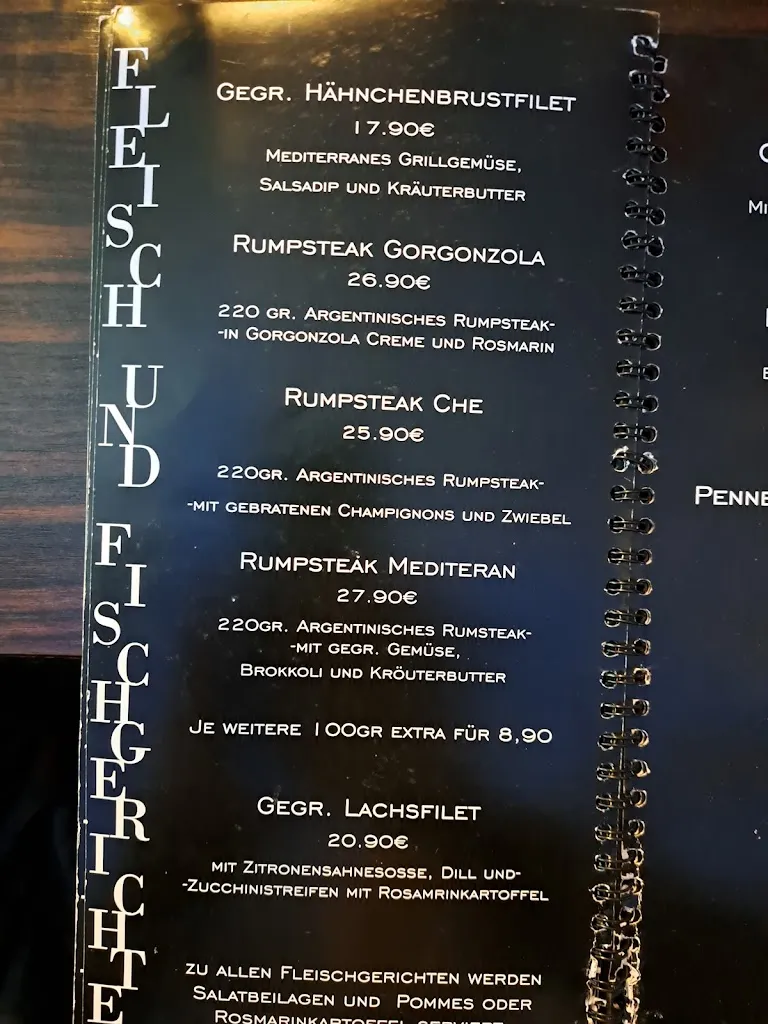 FLEISCH UND FISCHGERICHTE
GEGR. HÄHNCHENBRUSTFILET
17.90€
MEDITERRANES GRILLGEMÜSE,
SALSADIP UND KRÄUTERBUTTER
RUMPSTEAK GORGONZOLA
26.90€
220 GR. ARGENTINISCHES RUMPSTEAK-
-IN GORGONZOLA CREME UND ROSMARIN
RUMPSTEAK CHE
25.90€
220GR. ARGENTINISCHES RUMPSTEAK-
-MIT GEBRATENEN CHAMPIGNONS UND ZWIEBEL
RUMPSTEAK MEDITERAN
27.90€
220GR. ARGENTINISCHES RUMSTEAK-
-MIT GEGR. GEMÜSE,
BROKKOLI UND KRÖUTERBUTTER
JE WEITERE 100GR EXTRA FÜR 8,90
GEGR. LACHSFILET
20.90€
MIT ZITRONENSAHNESOSSE, DILL UND-
-ZUCCHINISTREIFEN MIT ROSAMRINKARTOFFEL
ZU ALLEN FLEISCHGERICHTEN WERDEN
SALATBEILAGEN UND POMMES ODER
ROSMARINKARTOFFEL SERVIERT
PENNE